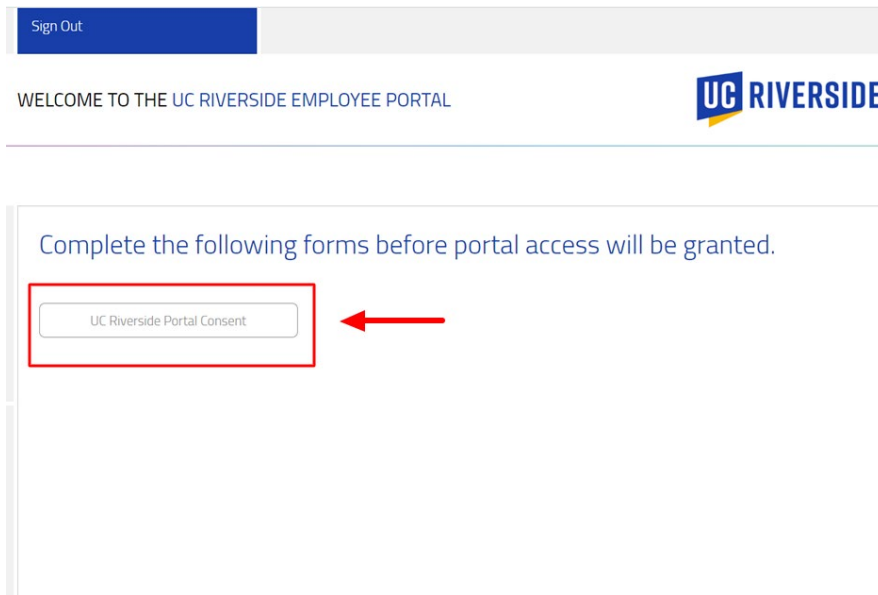 Sign Out
WELCOME TO THE UC RIVERSIDE EMPLOYEE PORTAL
UC RIVERSIDE
Complete the following forms before portal access will be granted.
UC Riverside Portal Consent